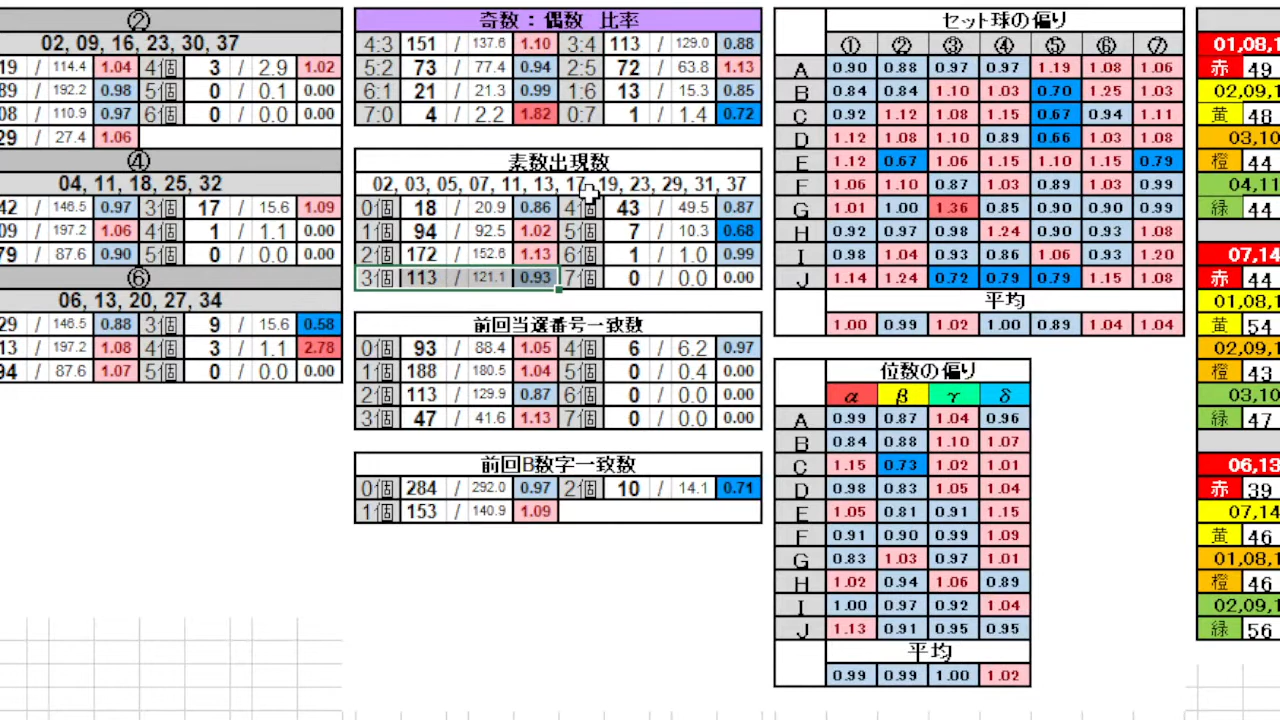 ②
02, 09, 16, 23, 30, 37
19 / 114.4 1.04 4個 3 / 2.9 1.02
89 / 192.2 0.98 5個 0 / 0.1 0.00
08 / 110.9 0.97 6個 0 / 0.0 0.00
29 / 27.4 1.06
④
04, 11, 18, 25, 32
42 / 146.5 0.97 3個 17 / 15.6 1.09
09 / 197.2 1.06 4個 1 / 1.1 0.00
79 / 87.6 0.90 5個 0 / 0.0 0.00
⑥
06, 13, 20, 27, 34
29 / 146.5 0.88 3個 9 / 15.6 0.58
13 / 197.2 1.08 4個 3 / 1.1 2.78
94 / 87.6 1.07 5個 0 / 0.0 0.00
奇数：偶数 比率
4:3 151 / 137.6 1.10 3:4 113 / 129.0 0.88
5:2 73 / 77.4 0.94 2:5 72 / 63.8 1.13
6:1 21 / 21.3 0.99 1:6 13 / 15.3 0.85
7:0 4 / 2.2 1.82 0:7 1 / 1.4 0.72
素数出現数
02, 03, 05, 07, 11, 13, 17, 19, 23, 29, 31, 37
0個 18 / 20.9 0.86 4個 43 / 49.5 0.87
1個 94 / 92.5 1.02 5個 7 / 10.3 0.68
2個 172 / 152.6 1.13 6個 1 / 1.0 0.99
3個 113 / 121.1 0.93 7個 0 / 0.0 0.00
前回当選番号一致数
0個 93 / 88.4 1.05 4個 6 / 6.2 0.97
1個 188 / 180.5 1.04 5個 0 / 0.4 0.00
2個 113 / 129.9 0.87 6個 0 / 0.0 0.00
3個 47 / 41.6 1.13 7個 0 / 0.0 0.00
前回B数字一致数
0個 284 / 292.0 0.97 2個 10 / 14.1 0.71
1個 153 / 140.9 1.09
セット球の偏り
① ② ③ ④ ⑤ ⑥ ⑦
A 0.90 0.88 0.97 0.97 1.19 1.08 1.06
B 0.84 0.84 1.10 1.03 0.70 1.25 1.03
C 0.92 1.12 1.08 1.15 0.67 0.94 1.11
D 1.12 1.08 1.10 0.89 0.66 1.03 1.08
E 1.12 0.67 1.06 1.15 1.10 1.15 0.79
F 1.06 1.10 0.87 1.03 0.89 1.03 0.99
G 1.01 1.00 1.36 0.85 0.90 0.90 0.99
H 0.92 0.97 0.98 1.24 0.90 0.93 1.08
I 0.98 1.04 0.93 0.86 1.06 0.93 1.20
J 1.14 1.24 0.72 0.79 0.79 1.15 1.08
平均
1.00 0.99 1.02 1.00 0.89 1.04 1.04
位数の偏り
α β γ δ
A 0.99 0.87 1.04 0.96
B 0.84 0.88 1.10 1.07
C 1.15 0.73 1.02 1.01
D 0.98 0.83 1.05 1.04
E 1.05 0.81 0.91 1.15
F 0.91 0.90 0.99 1.09
G 0.83 1.03 0.97 1.01
H 1.02 0.94 1.06 0.89
I 1.00 0.97 0.92 1.04
J 1.13 0.91 0.95 0.95
平均
0.99 0.99 1.00 1.02
01,08,1
赤 49
02,09,1
黄 48
03,10
橙 44
04,11
緑 44
07,14
赤 44
01,08,1
黄 54
02,09,1
橙 43
03,10
緑 47
06,13
赤 39
07,14
黄 46
01,08,1
橙 46
02,09,1
緑 56